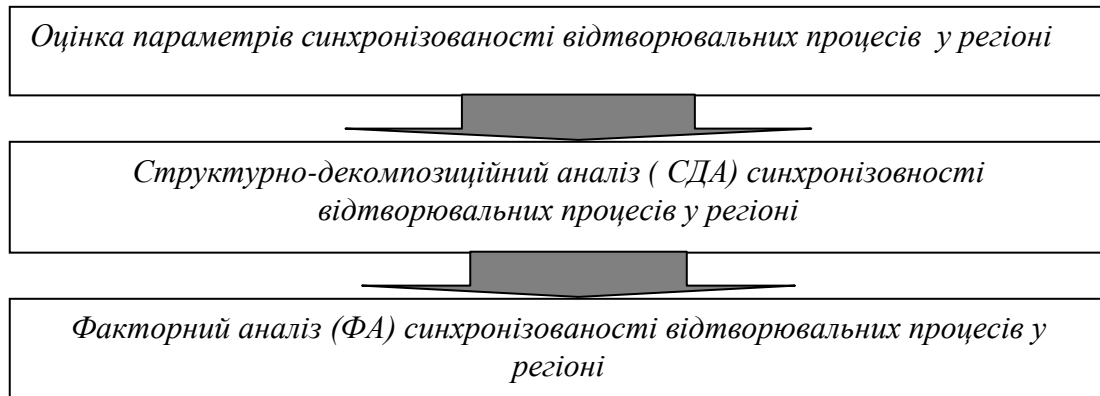 Оцінка параметрів синхронізованості відтворювальних процесів у регіоні
Структурно-декомпозиційний аналіз ( СДА) синхронізовності
відтворювальних процесів у регіоні
Факторний аналіз (ФА) синхронізованості відтворювальних процесів у
регіоні